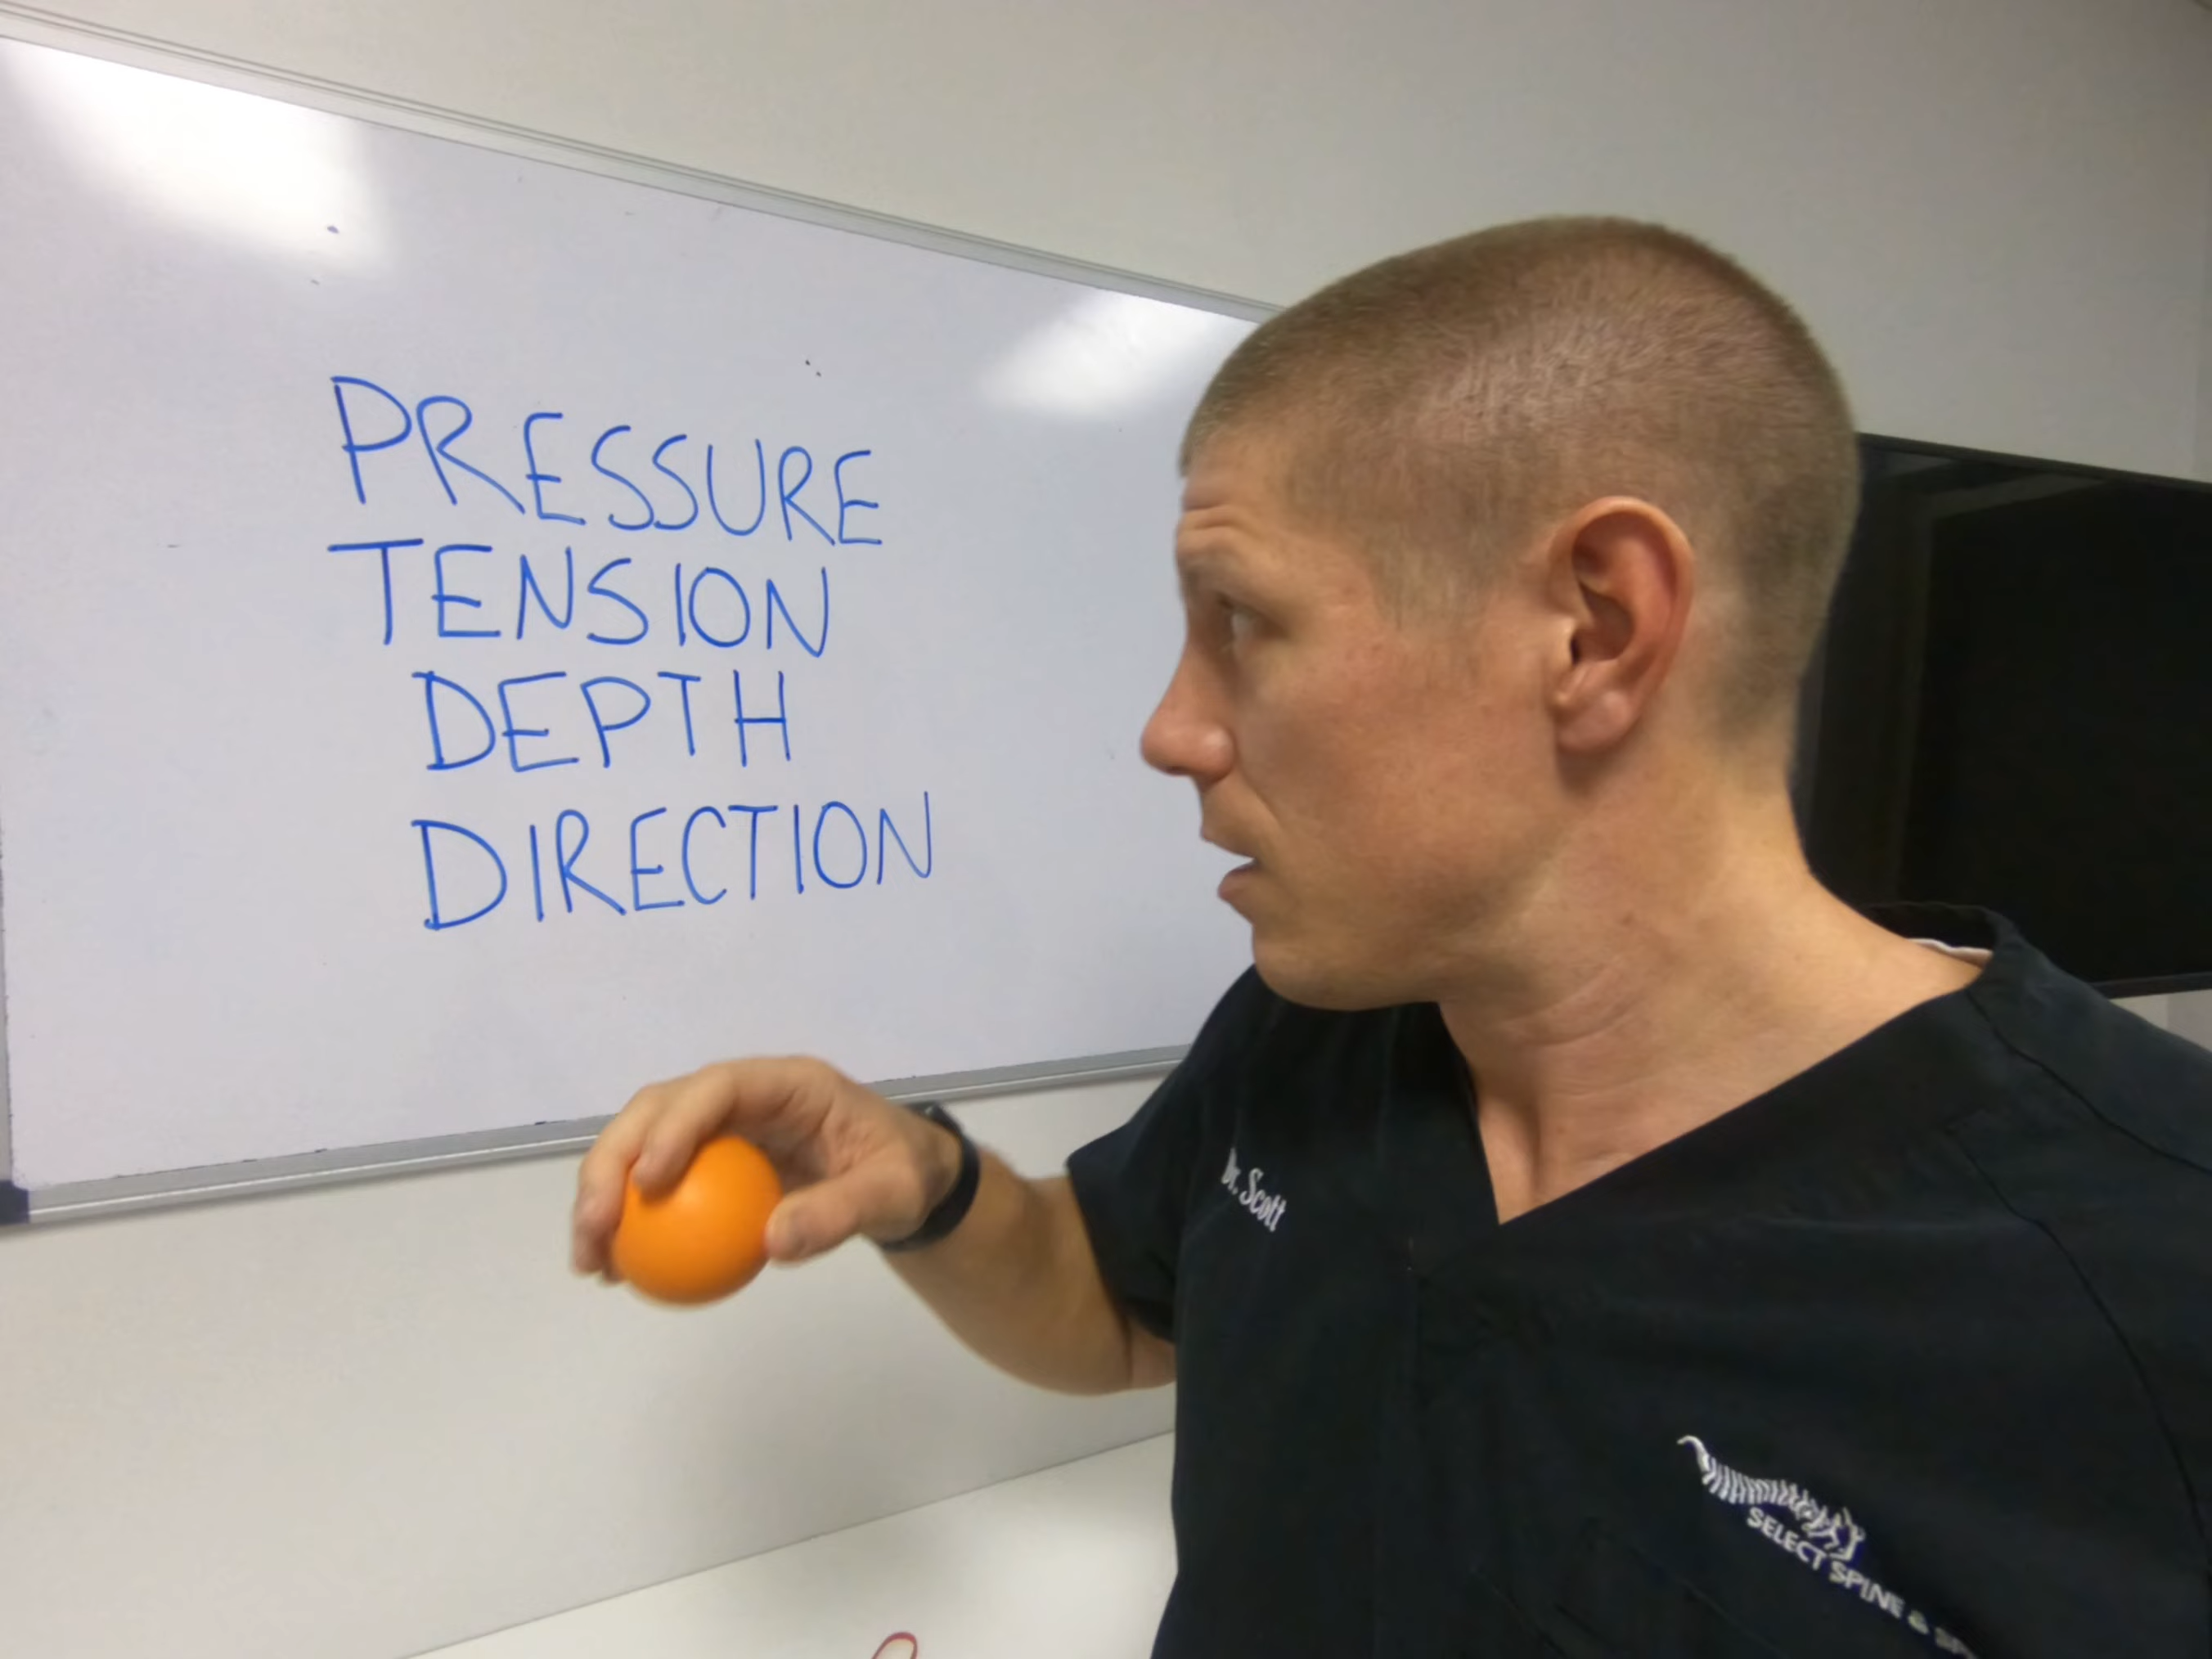 PRESSURE
TENSION
DEPTH
DIRECTION
Dr. Scott
SELECT SPINE &